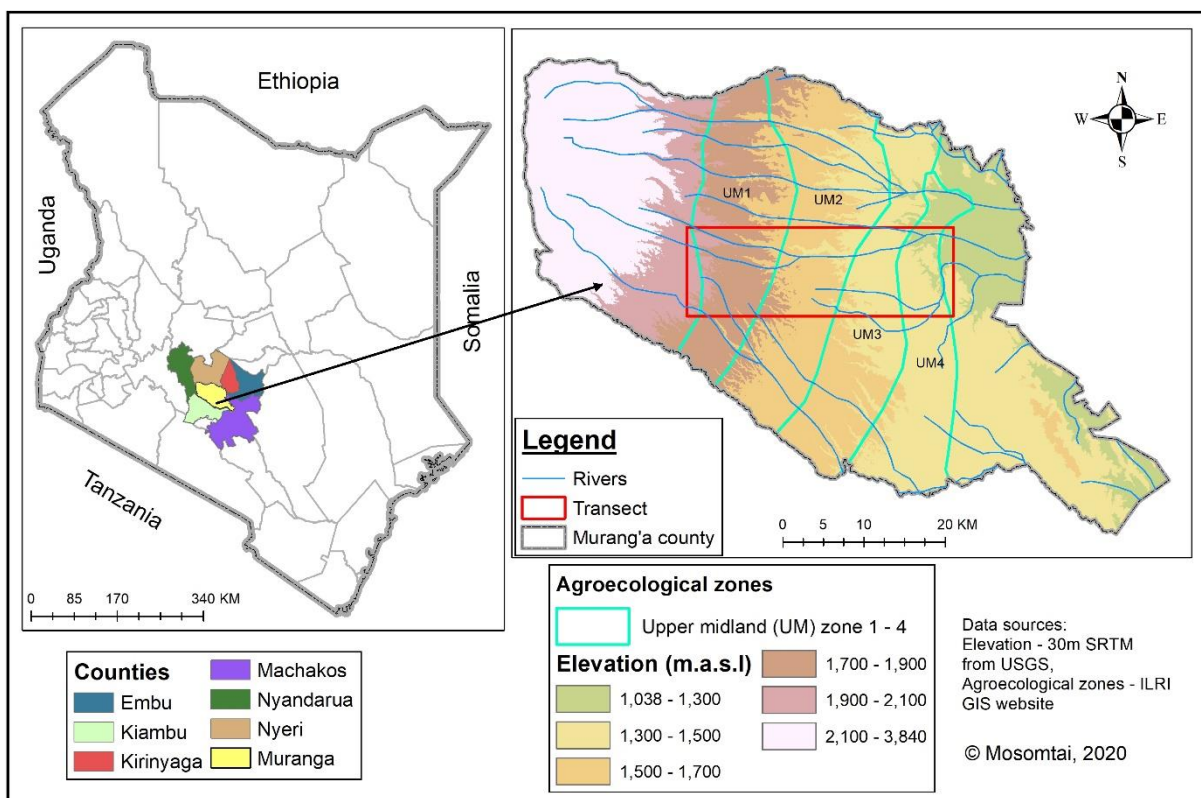 Ethiopia
Uganda
Somalia
Tanzania
0 85 170 340 KM
Counties
Embu
Kiambu
Kirinyaga
Machakos
Nyandarua
Nyeri
Muranga
N
W E
S
UM1
UM2
UM3
UM4
Legend
Rivers
Transect
Murang'a county
0 5 10 20 KM
Agroecological zones
Upper midland (UM) zone 1 - 4
Elevation (m.a.s.l)
1,038 - 1,300
1,300 - 1,500
1,500 - 1,700
1,700 - 1,900
1,900 - 2,100
2,100 - 3,840
Data sources:
Elevation - 30m SRTM
from USGS,
Agroecological zones - ILRI
GIS website
© Mosomtai, 2020